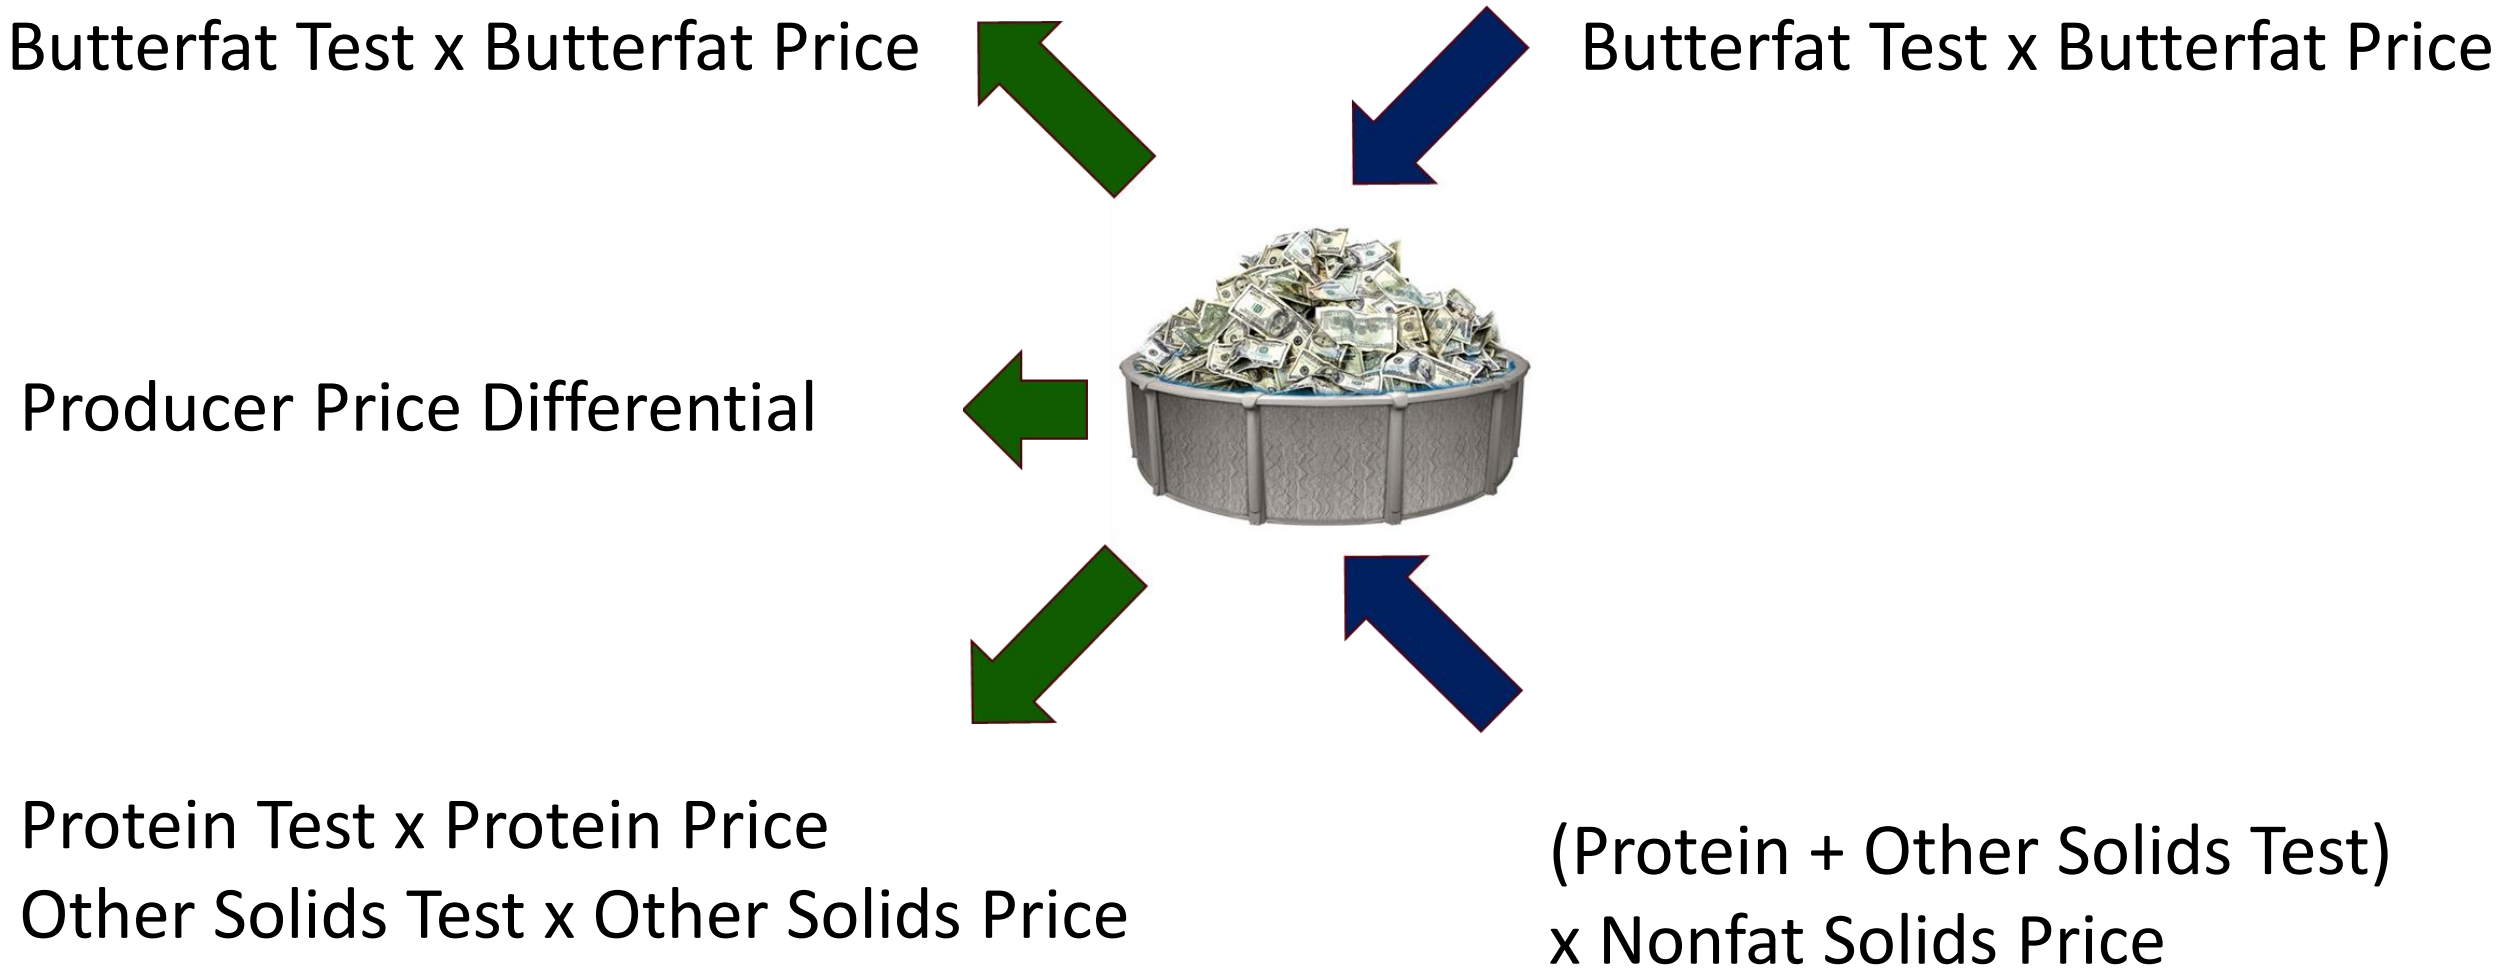 Butterfat Test x Butterfat Price
Butterfat Test x Butterfat Price
Producer Price Differential
Protein Test x Protein Price
Other Solids Test x Other Solids Price
(Protein + Other Solids Test)
x Nonfat Solids Price